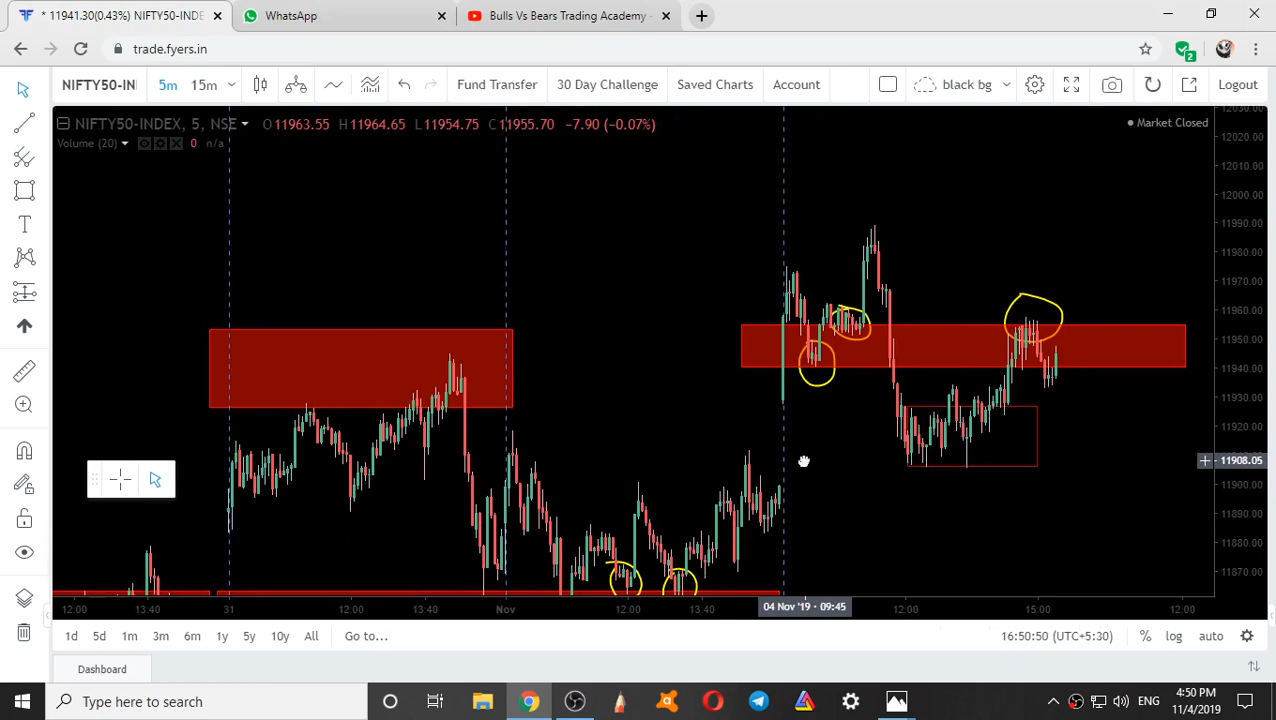 * 11941.30(0.43%) NIFTY50-INDEX,
WhatsApp
Bulls Vs Bears Trading Academy -
trade.fyers.in
2
NIFTY50-IN
5m
15m
Fund Transfer
30 Day Challenge
Saved Charts
Account
black bg
Logout
NIFTY50-INDEX, 5, NSE
O11963.55 H11964.65 L11954.75 C11955.70 −7.90 (−0.07%)
Market Closed
Volume (20)
0 n/a
12030.00
12020.00
12010.00
12000.00
11990.00
11980.00
11970.00
11960.00
11950.00
11940.00
11930.00
11920.00
11908.05
11900.00
11890.00
11880.00
11870.00
12:00 13:40 31 12:00 13:40 Nov 12:00 13:40 04 Nov '19 · 09:45 12:00 15:00 12:00
1d 5d 1m 3m 6m 1y 5y 10y All Go to...
16:50:50 (UTC+5:30) % log auto
Dashboard
Type here to search
ENG
4:50 PM
11/4/2019